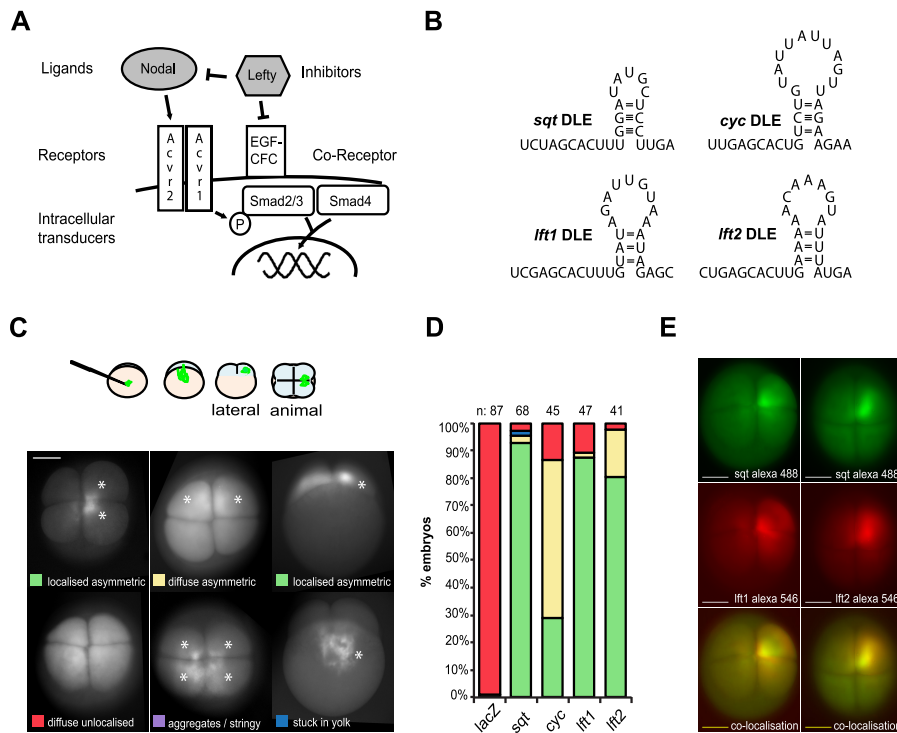 A
Ligands
Nodal
Lefty
Inhibitors
Receptors
Acvr2
Acvr1
EGF-
CFC
Co-Receptor
Intracellular
transducers
P
Smad2/3
Smad4
B
sqt DLE
UCUAGCACUUU
UUGA
cyc DLE
UUGAGCACUG
AGAA
lft1 DLE
UCGAGCACUUUG
GAGC
lft2 DLE
CUGAGCACUUG
AUGA
C
lateral
animal
localised asymmetric
diffuse asymmetric
localised asymmetric
diffuse unlocalised
aggregates / stringy
stuck in yolk
D
n: 87 68 45 47 41
100%
90%
80%
70%
60%
50%
40%
30%
20%
10%
0%
% embryos
lacZ sqt cyc lft1 lft2
E
sqt alexa 488
sqt alexa 488
lft1 alexa 546
lft2 alexa 546
co-localisation
co-localisation